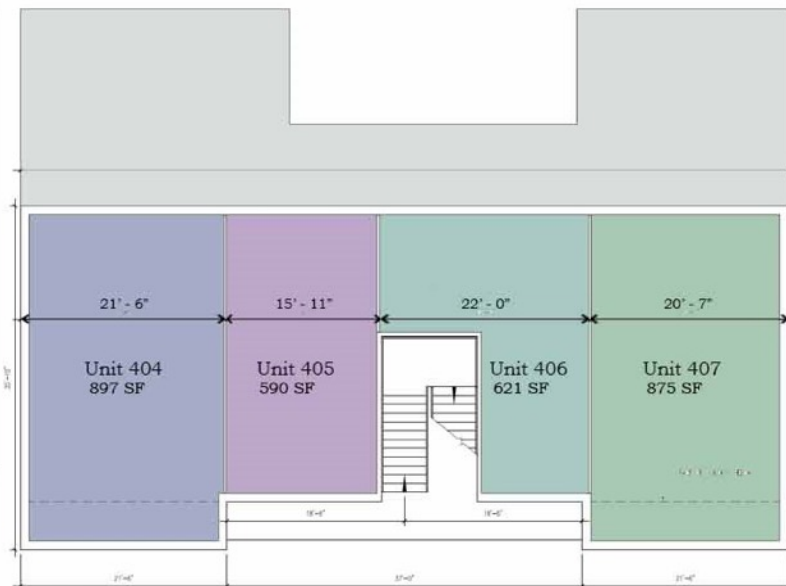 21' - 6"
15' - 11"
22' - 0"
20' - 7"
Unit 404
897 SF
Unit 405
590 SF
Unit 406
621 SF
Unit 407
875 SF